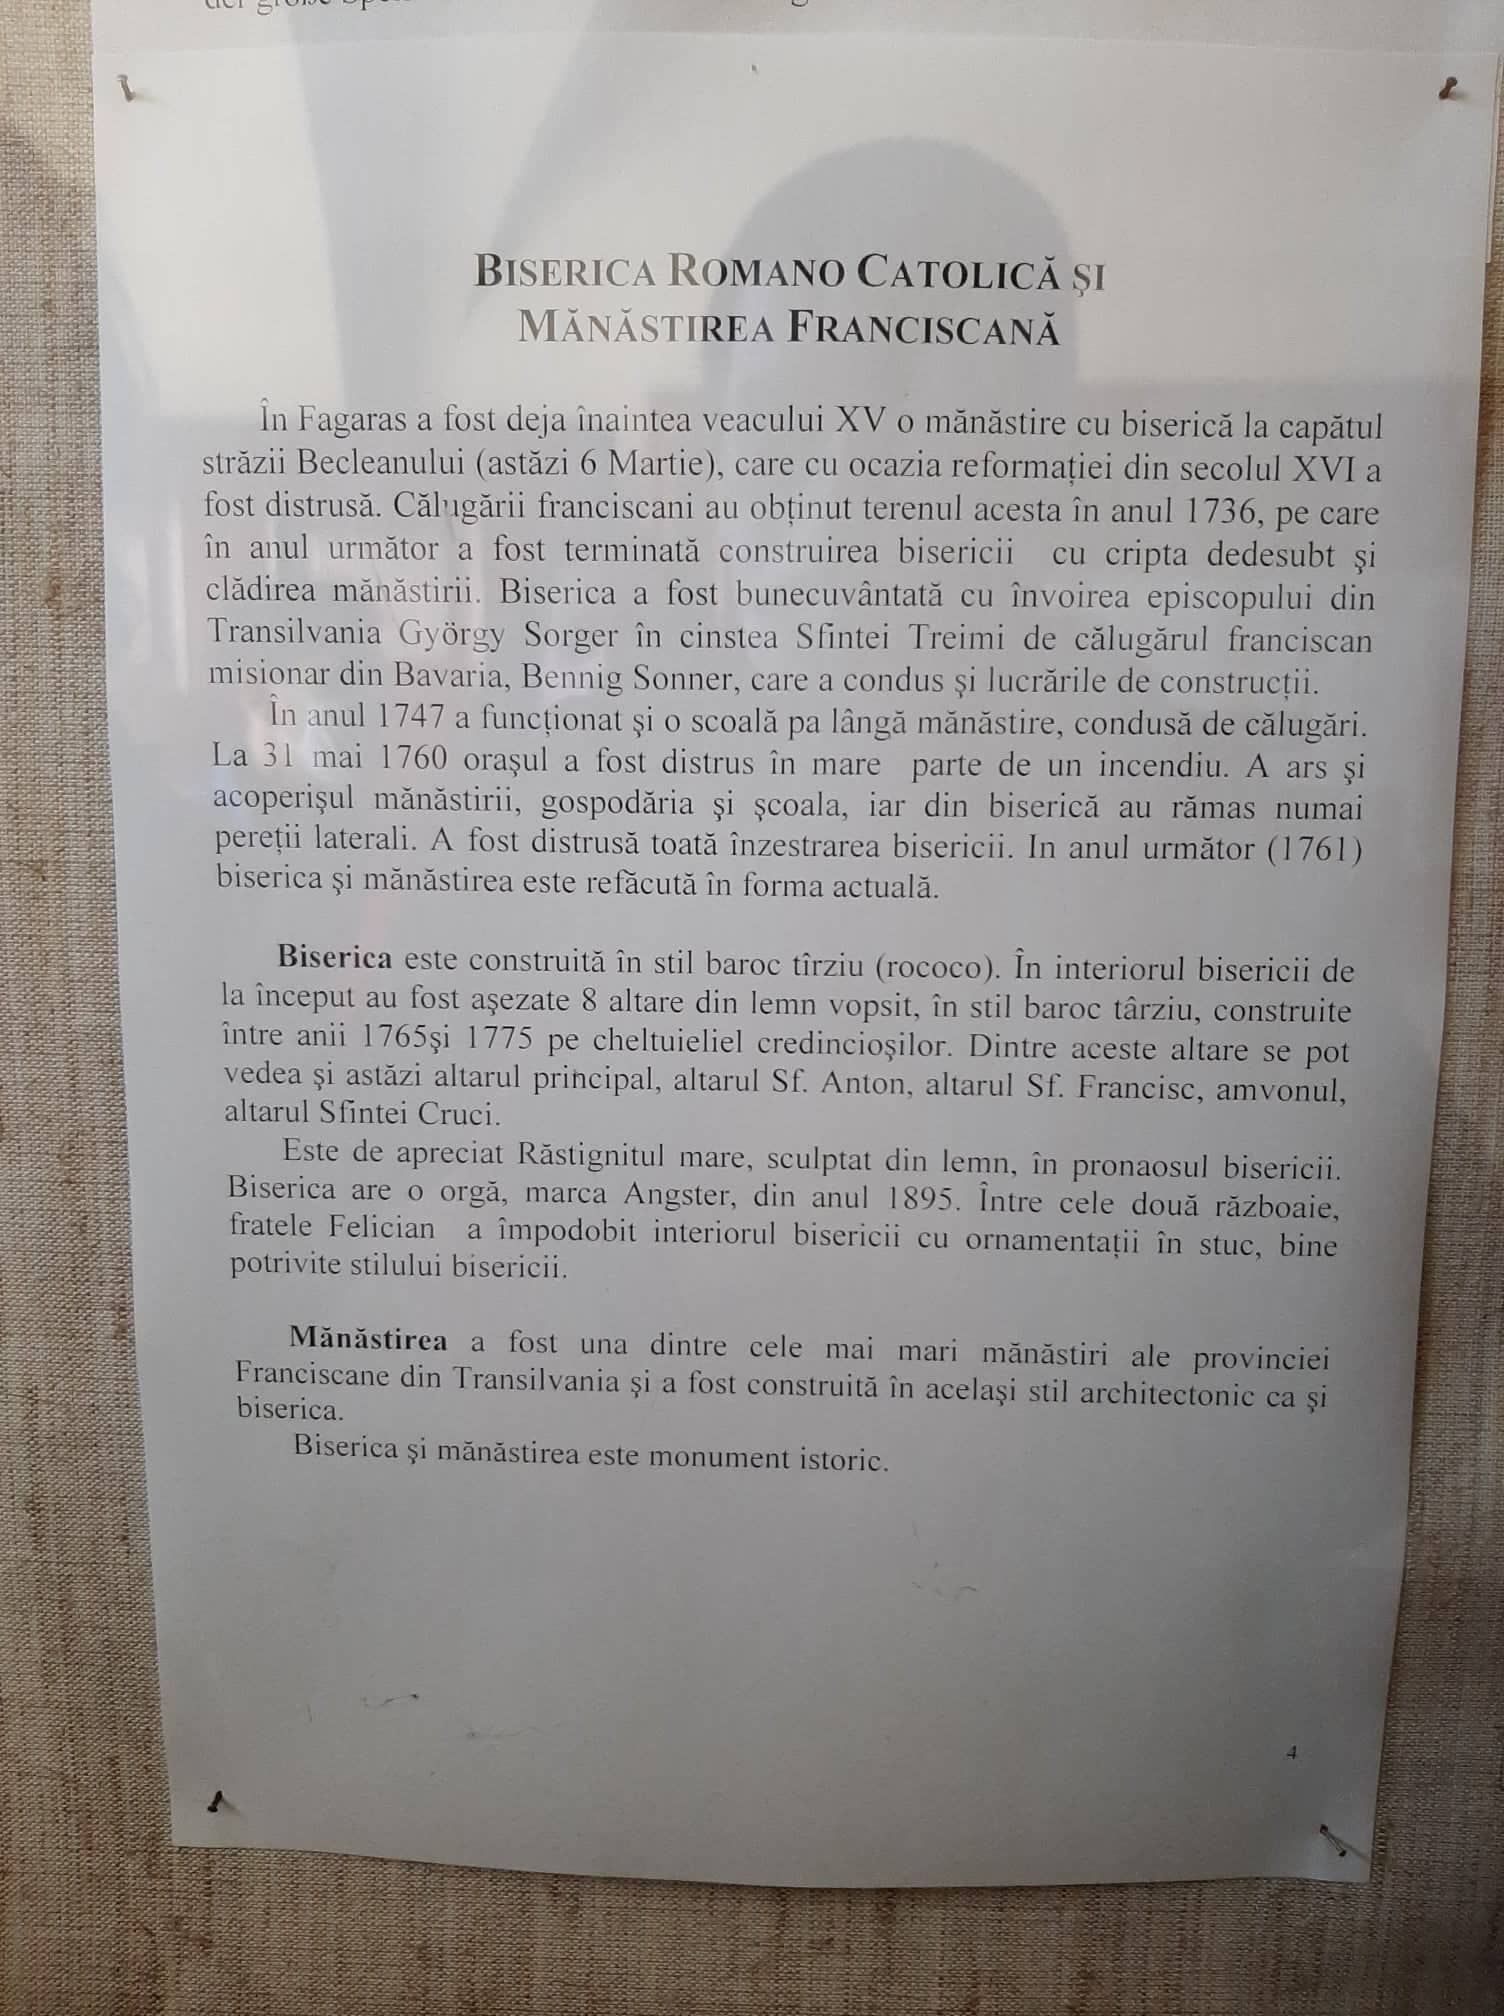 der große
BISERICA ROMANO CATOLICĂ ŞI
MĂNĂSTIREA FRANCISCANĂ
În Fagaras a fost deja înaintea veacului XV o mănăstire cu biserică la capătul
străzii Becleanului (astăzi 6 Martie), care cu ocazia reformaţiei din secolul XVI a
fost distrusă. Călugării franciscani au obţinut terenul acesta în anul 1736, pe care
în anul următor a fost terminată construirea bisericii cu cripta dedesubt şi
clădirea mănăstirii. Biserica a fost bunecuvântată cu învoirea episcopului din
Transilvania György Sorger în cinstea Sfintei Treimi de călugărul franciscan
misionar din Bavaria, Bennig Sonner, care a condus şi lucrările de construcţii.
În anul 1747 a funcţionat şi o scoală pa lângă mănăstire, condusă de călugări.
La 31 mai 1760 oraşul a fost distrus în mare parte de un incendiu. A ars şi
acoperişul mănăstirii, gospodăria şi şcoala, iar din biserică au rămas numai
pereţii laterali. A fost distrusă toată înzestrarea bisericii. In anul următor (1761)
biserica şi mănăstirea este refăcută în forma actuală.
Biserica este construită în stil baroc tîrziu (rococo). În interiorul bisericii de
la început au fost aşezate 8 altare din lemn vopsit, în stil baroc târziu, construite
între anii 1765şi 1775 pe cheltuieliel credincioşilor. Dintre aceste altare se pot
vedea şi astăzi altarul principal, altarul Sf. Anton, altarul Sf. Francisc, amvonul,
altarul Sfintei Cruci.
Este de apreciat Răstignitul mare, sculptat din lemn, în pronaosul bisericii.
Biserica are o orgă, marca Angster, din anul 1895. Între cele două războaie,
fratele Felician a împodobit interiorul bisericii cu ornamentaţii în stuc, bine
potrivite stilului bisericii.
Mănăstirea a fost una dintre cele mai mari mănăstiri ale provinciei
Franciscane din Transilvania şi a fost construită în acelaşi stil architectonic ca şi
biserica.
Biserica şi mănăstirea este monument istoric.
4